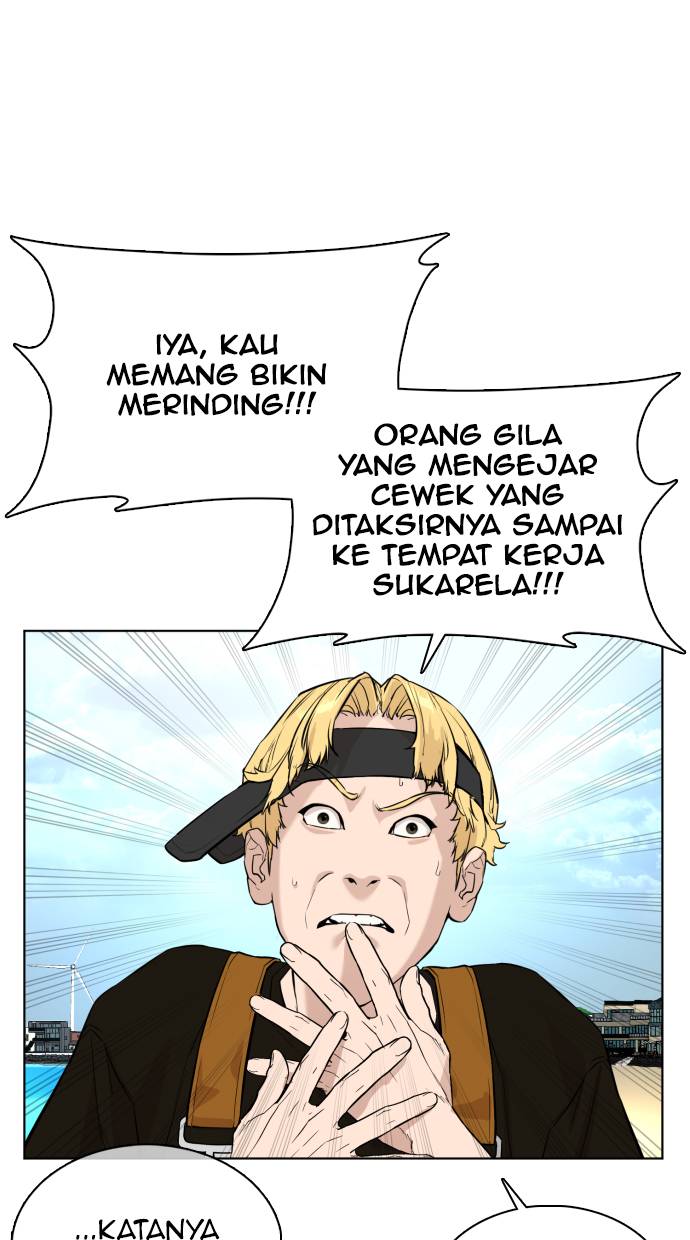 IYA, KAU
MEMANG BIKIN
MERINDING!!!
ORANG GILA
YANG MENGEJAR
CEWEK YANG
DITAKSIRNYA SAMPAI
KE TEMPAT KERJA
SUKARELA!!!
...KATANYA